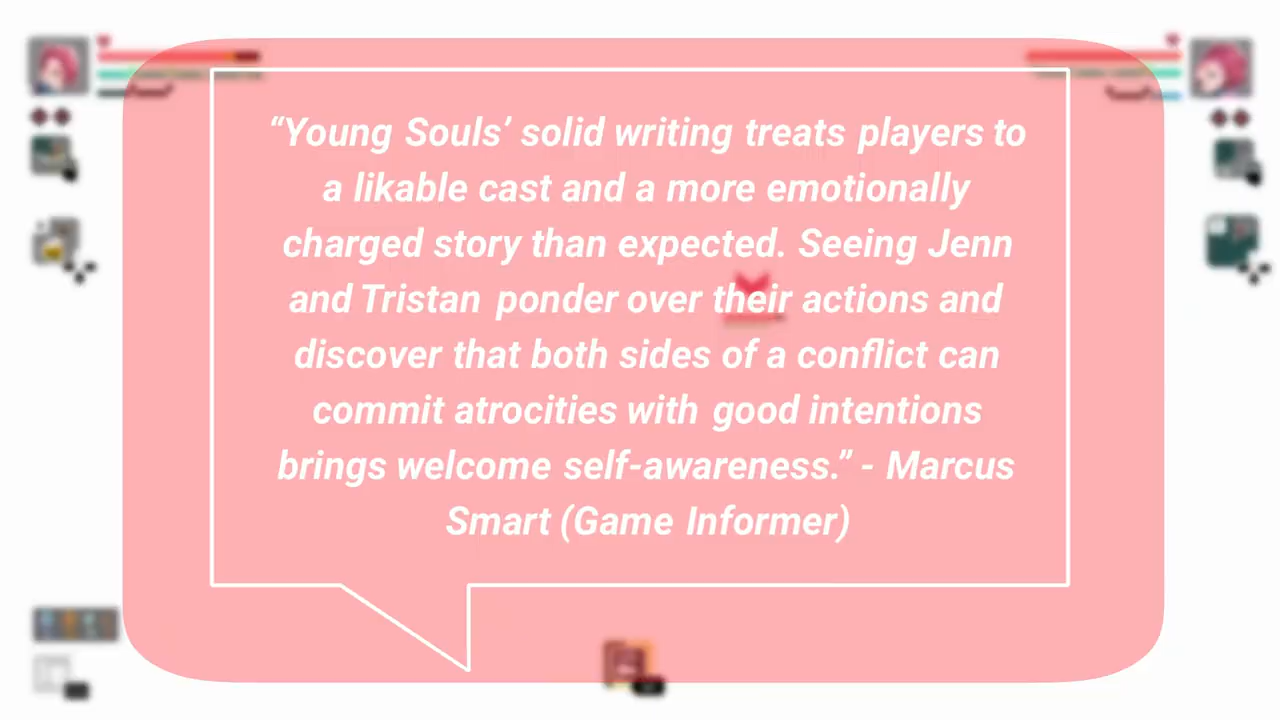 “Young Souls’ solid writing treats players to
a likable cast and a more emotionally
charged story than expected. Seeing Jenn
and Tristan ponder over their actions and
discover that both sides of a conflict can
commit atrocities with good intentions
brings welcome self-awareness.” - Marcus
Smart (Game Informer)